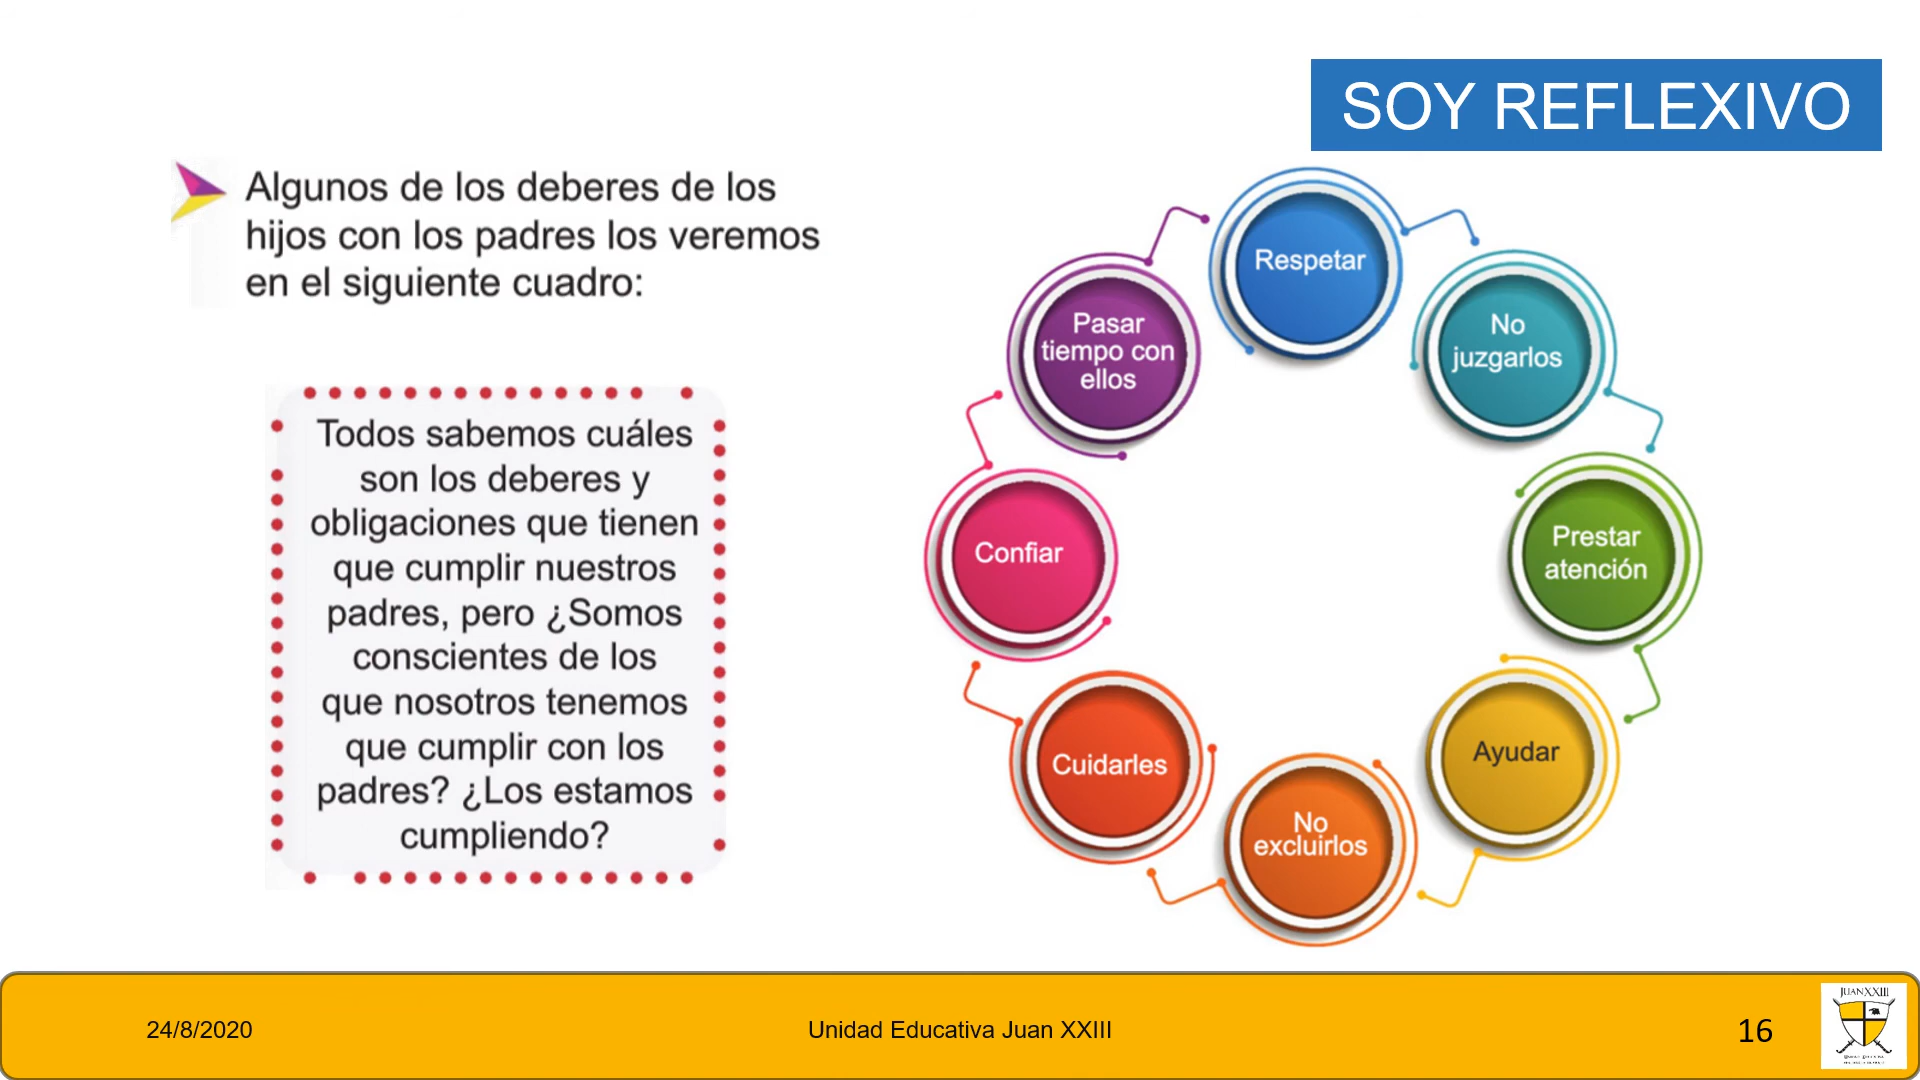 SOY REFLEXIVO
Algunos de los deberes de los
hijos con los padres los veremos
en el siguiente cuadro:
Todos sabemos cuáles
son los deberes y
obligaciones que tienen
que cumplir nuestros
padres, pero ¿Somos
conscientes de los
que nosotros tenemos
que cumplir con los
padres? ¿Los estamos
cumpliendo?
Respetar
No
juzgarlos
Prestar
atención
Ayudar
No
excluirlos
Cuidarles
Confiar
Pasar
tiempo con
ellos
24/8/2020
Unidad Educativa Juan XXIII
16
JUAN XXIII